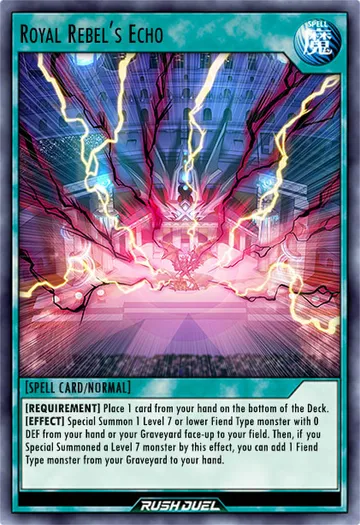 Royal Rebel's Echo
SPELL
魔
[SPELL CARD/NORMAL]
[REQUIREMENT] Place 1 card from your hand on the bottom of the Deck.
[EFFECT] Special Summon 1 Level 7 or lower Fiend Type monster with 0
DEF from your hand or your Graveyard face-up to your field. Then, if
you Special Summoned a Level 7 monster by this effect, you can add 1 Fiend
Type monster from your Graveyard to your hand.
RUSH DUEL